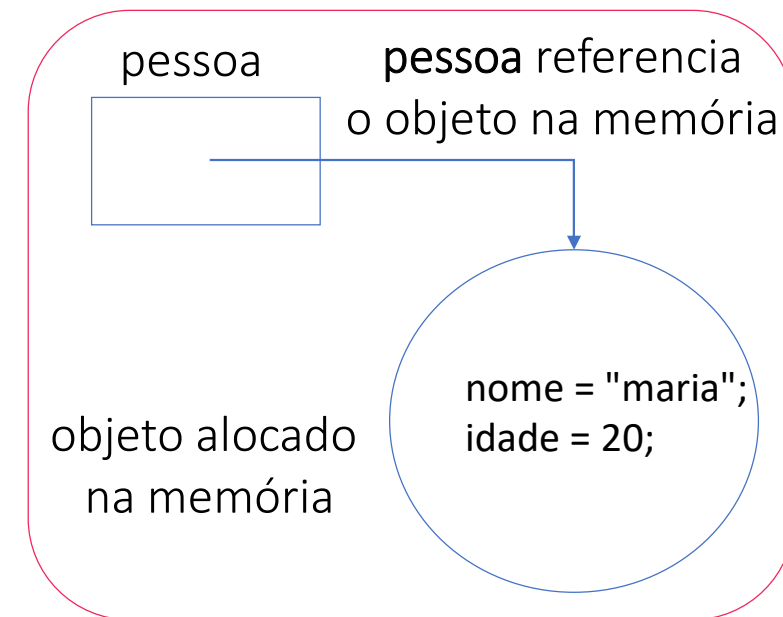 pessoa
pessoa referencia
o objeto na memória
nome = "maria";
idade = 20;
objeto alocado
na memória